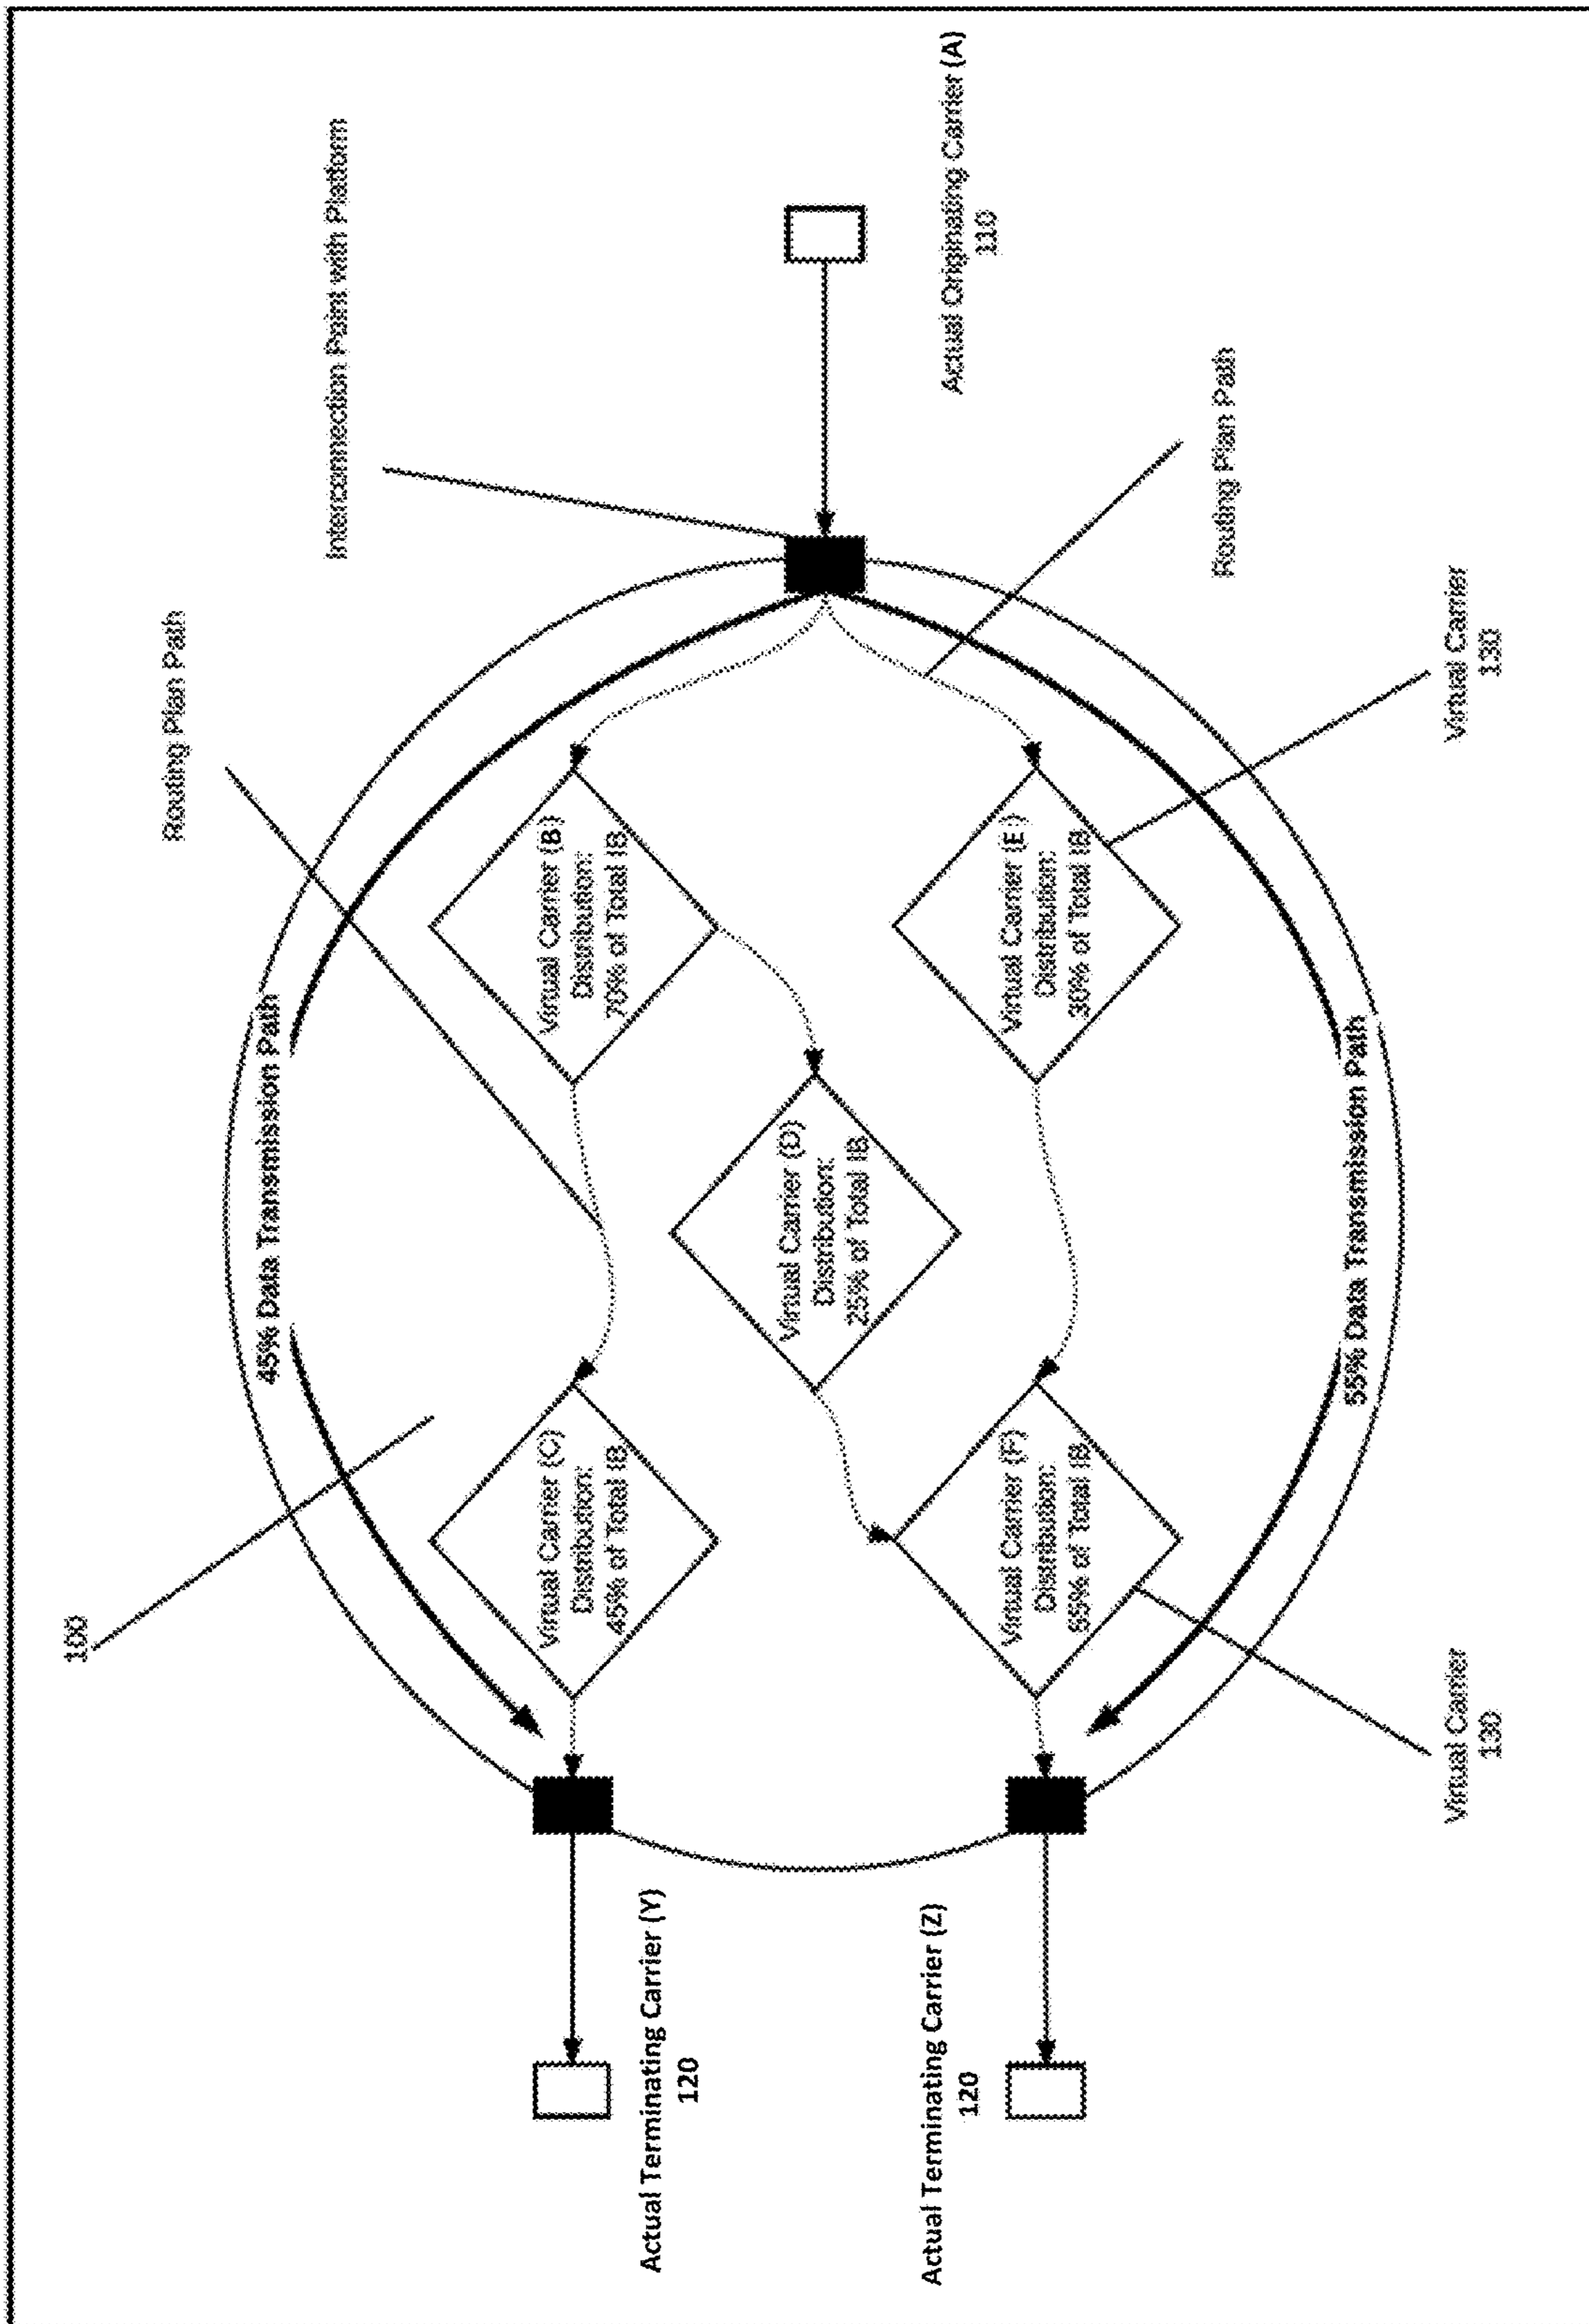 Actual Originating Carrier (A)
110
Interconnection Point with Platform
Routing Plan Path
Routing Plan Path
Virtual Carrier
130
45% Data Transmission Path
Virtual Carrier (B)
Distribution:
70% of Total IB
Virtual Carrier (E)
Distribution:
30% of Total IB
Virtual Carrier (D)
Distribution:
25% of Total IB
55% Data Transmission Path
Virtual Carrier (C)
Distribution:
45% of Total IB
Virtual Carrier (F)
Distribution:
55% of Total IB
100
Virtual Carrier
130
Actual Terminating Carrier (Y)
120
Actual Terminating Carrier (Z)
120